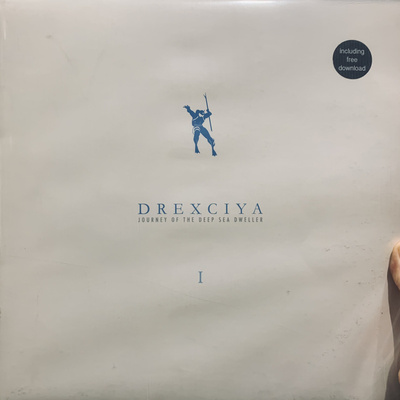 Including
free
download
DREXCIYA
JOURNEY OF THE DEEP SEA DWELLER
I